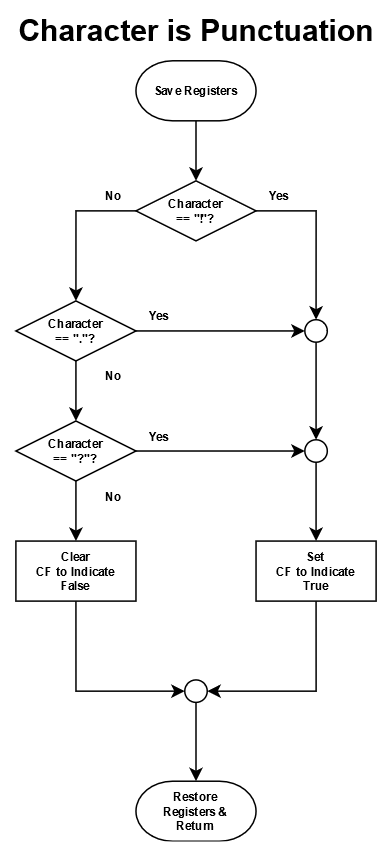 Character is Punctuation
Save Registers
No
Yes
Character
== "!"?
Character
== "."?
Yes
No
Character
== "?"?
Yes
No
Clear
CF to Indicate
False
Set
CF to Indicate
True
Restore
Registers &
Return